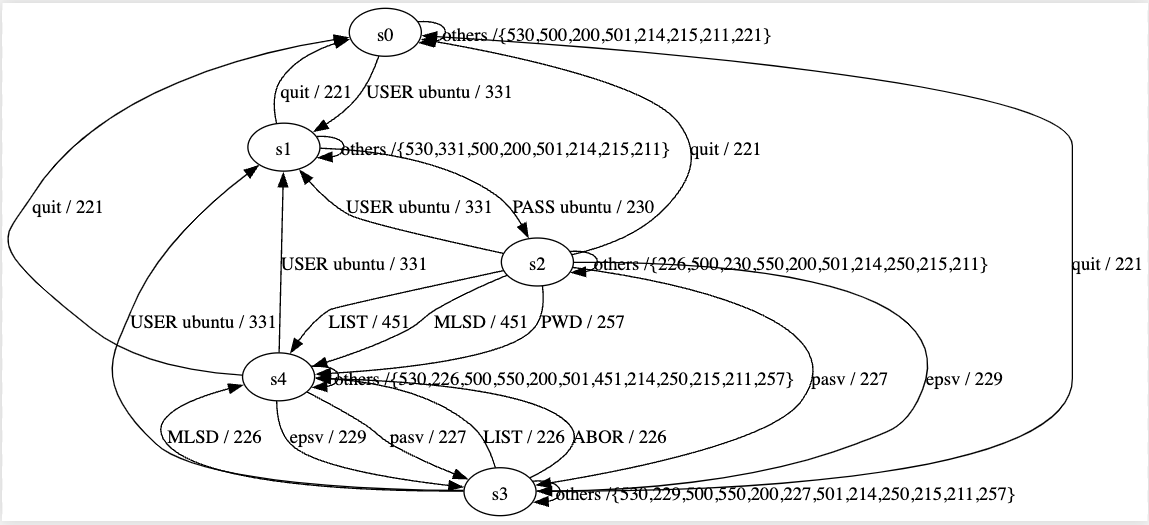 s0
others /{530,500,200,501,214,215,211,221}
quit / 221
USER ubuntu / 331
s1
others /{530,331,500,200,501,214,215,211}
quit / 221
quit / 221
USER ubuntu / 331
PASS ubuntu / 230
s2
others /{226,500,230,550,200,501,214,250,215,211}
USER ubuntu / 331
quit / 221
USER ubuntu / 331
LIST / 451
MLSD / 451
PWD / 257
s4
others /{530,226,500,550,200,501,451,214,250,215,211,257}
pasv / 227
epsv / 229
MLSD / 226
epsv / 229
pasv / 227
LIST / 226
ABOR / 226
s3
others /{530,229,500,550,200,227,501,214,250,215,211,257}